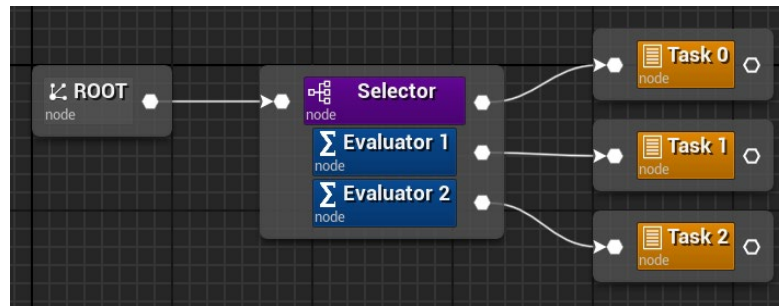 ROOT
node
Selector
node
Evaluator 1
node
Evaluator 2
node
Task 0
node
Task 1
node
Task 2
node